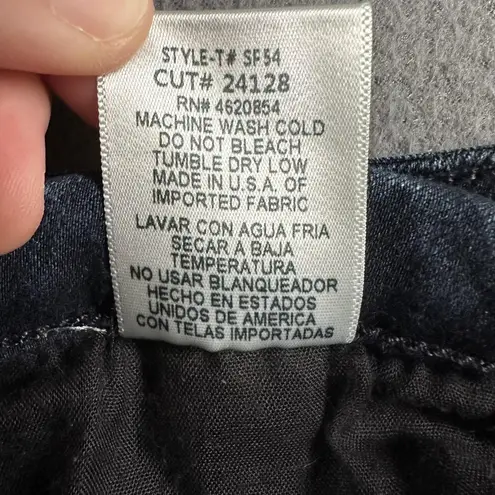 STYLE-T# SF54
CUT# 24128
RN# 4620854
MACHINE WASH COLD
DO NOT BLEACH
TUMBLE DRY LOW
MADE IN U.S.A. OF
IMPORTED FABRIC
LAVAR CON AGUA FRIA
SECAR A BAJA
TEMPERATURA
NO USAR BLANQUEADOR
HECHO EN ESTADOS
UNIDOS DE AMERICA
CON TELAS IMPORTADAS